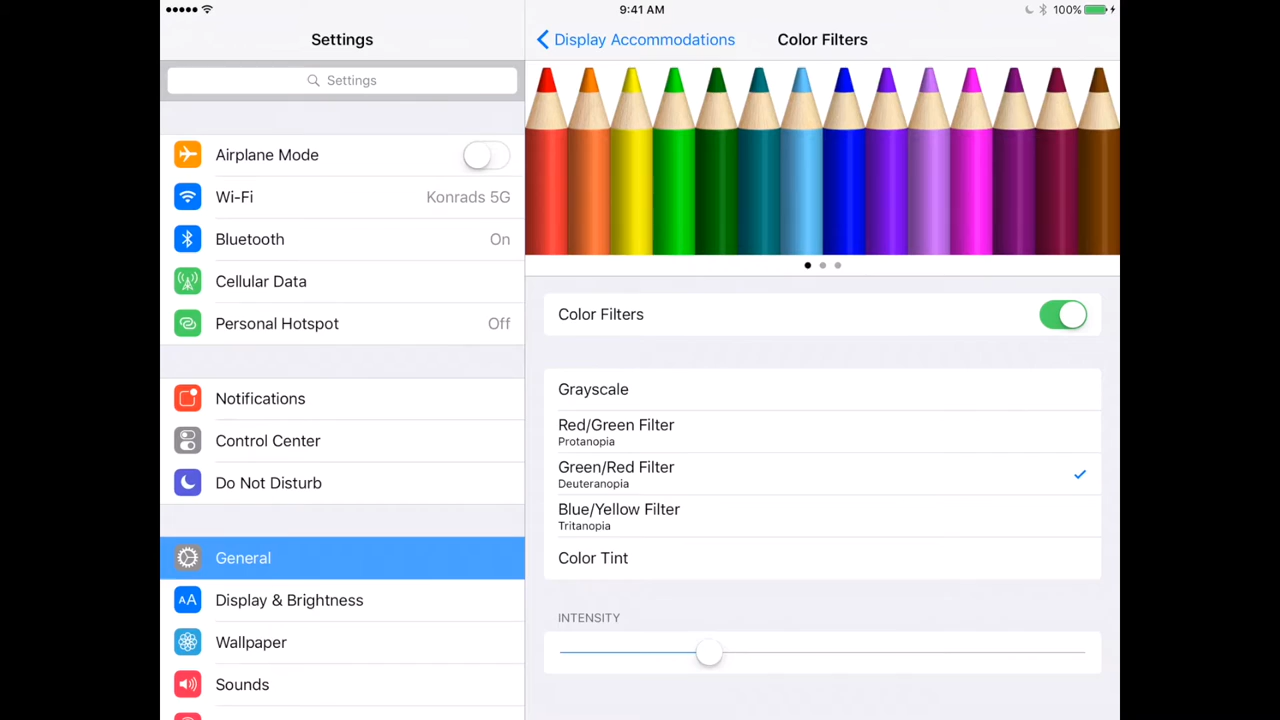 9:41 AM
100%
Settings
Display Accommodations
Color Filters
Settings
Airplane Mode
Wi-Fi
Konrads 5G
Bluetooth
On
Cellular Data
Personal Hotspot
Off
Notifications
Control Center
Do Not Disturb
General
AA
Display & Brightness
Wallpaper
Sounds
Color Filters
Grayscale
Red/Green Filter
Protanopia
Green/Red Filter
Deuteranopia
Blue/Yellow Filter
Tritanopia
Color Tint
INTENSITY